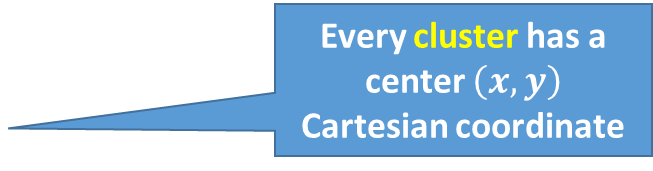 Every cluster has a
center (x, y)
Cartesian coordinate